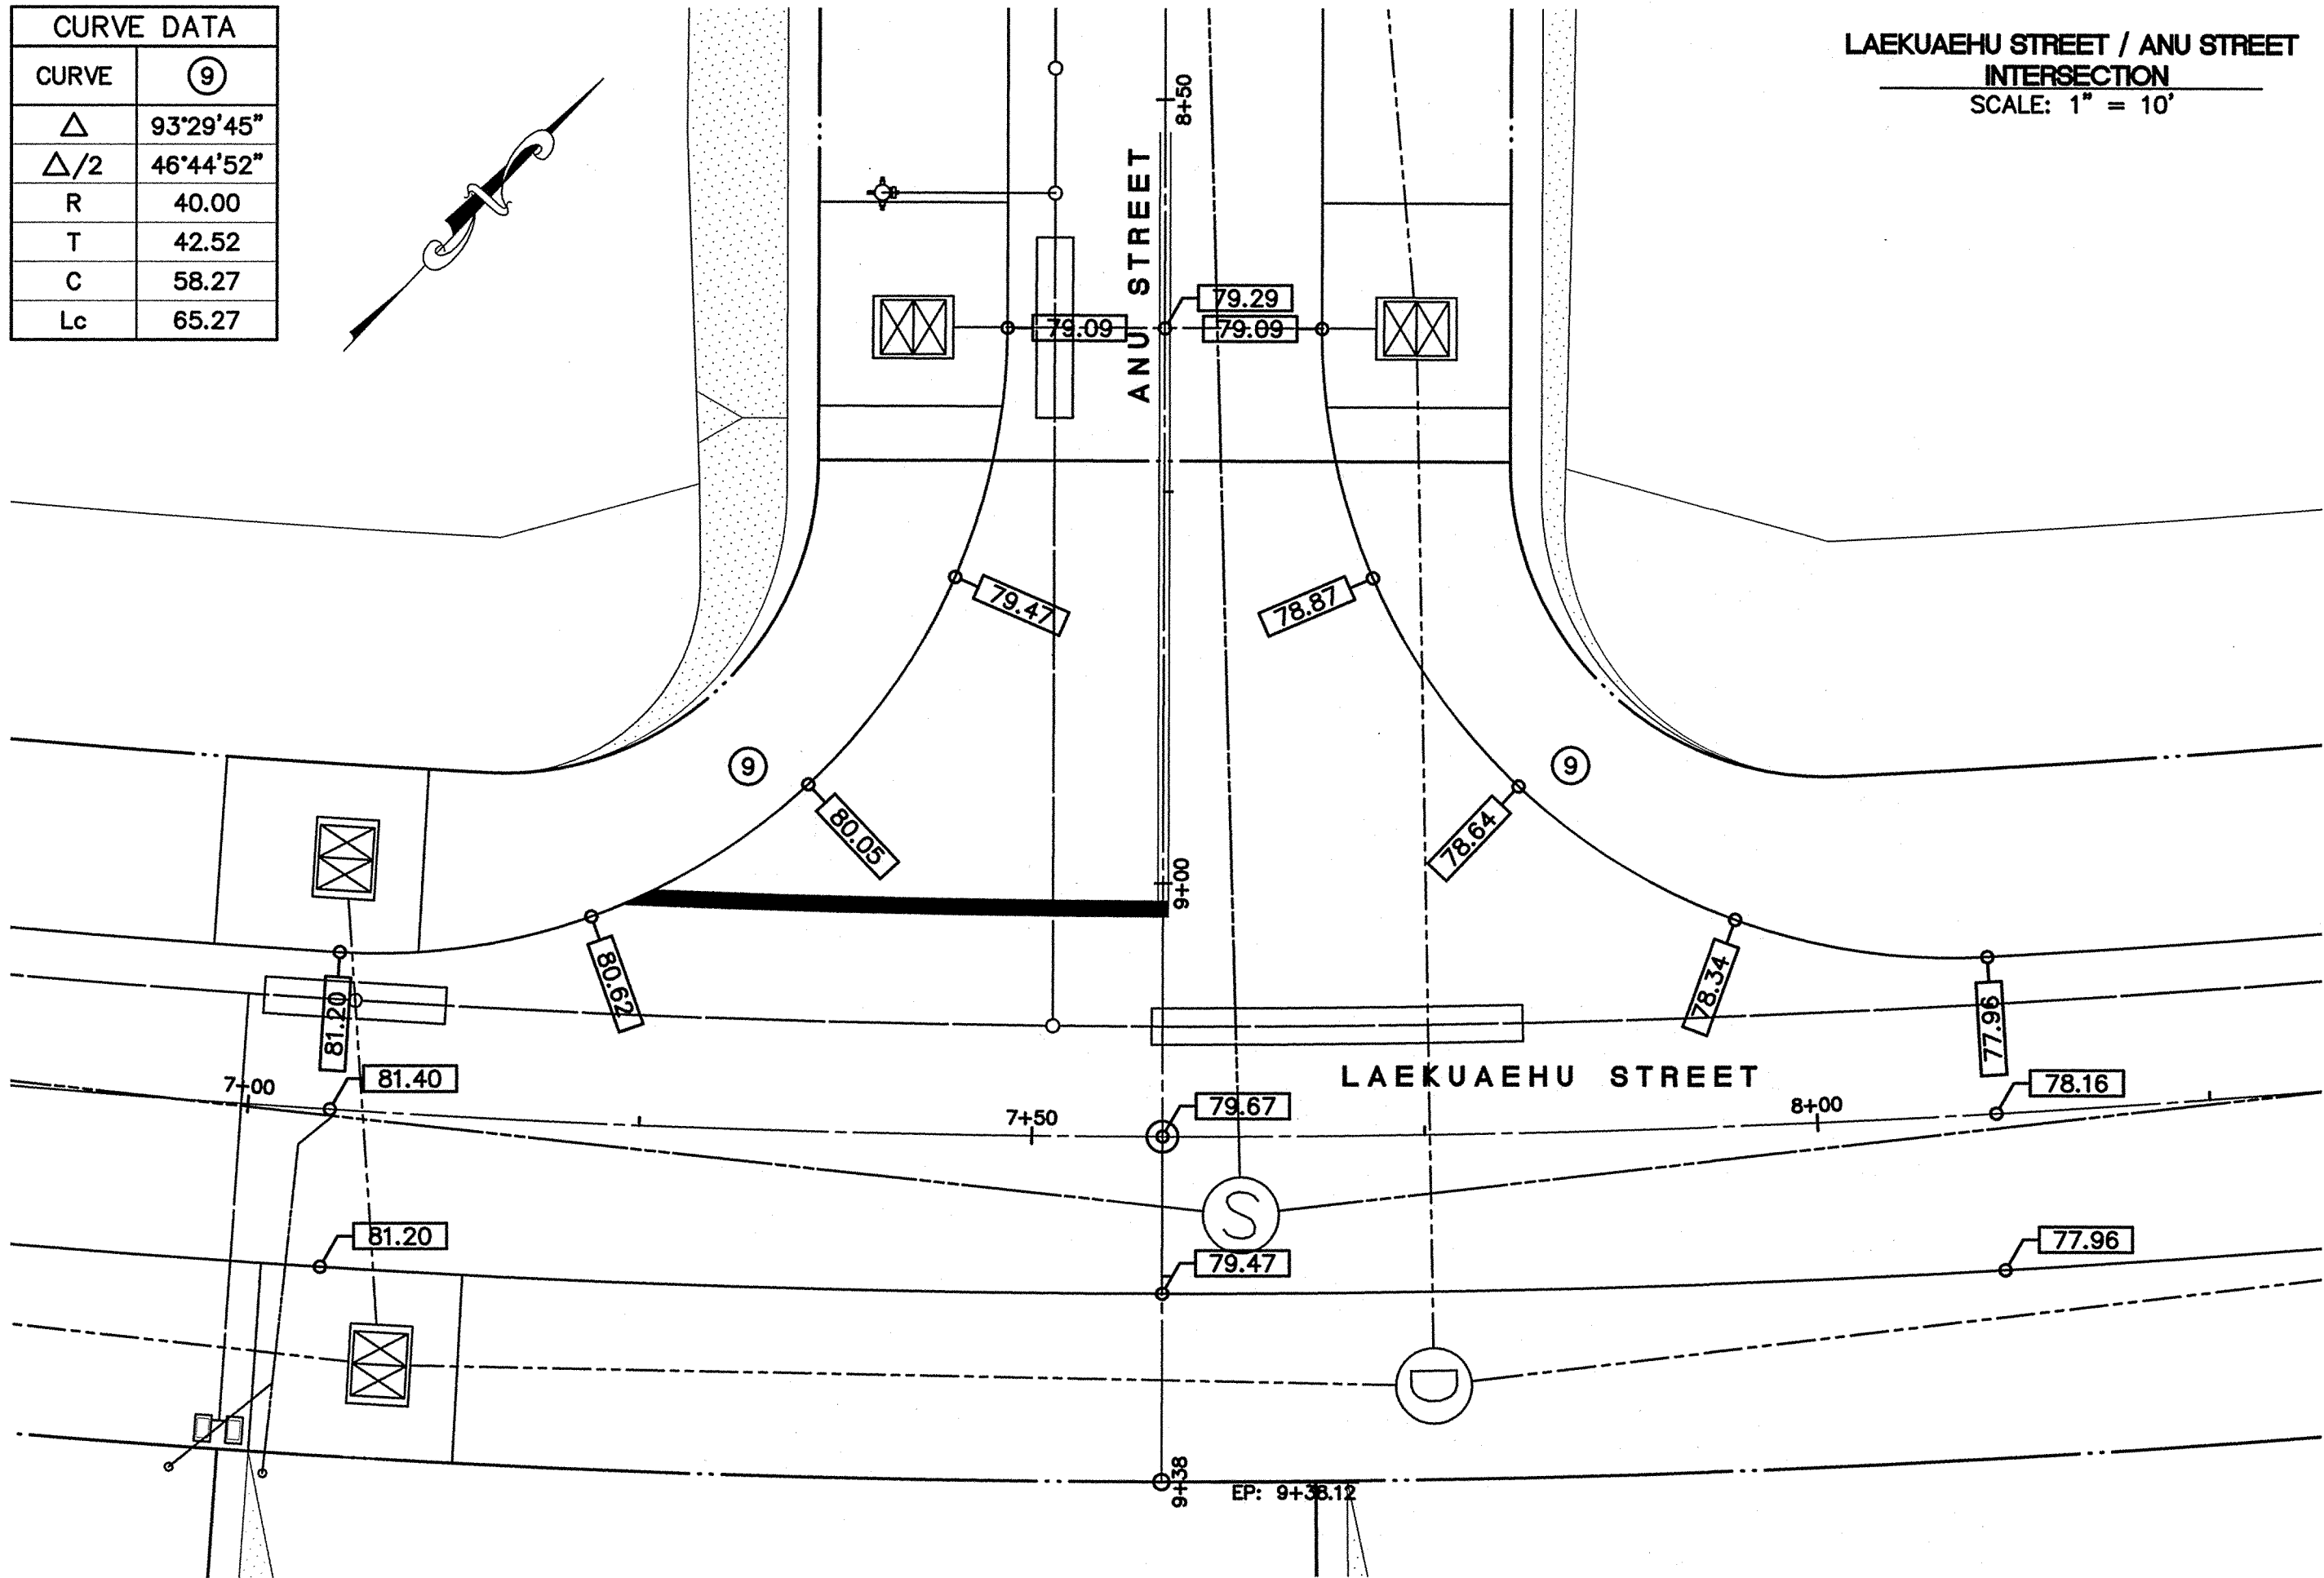 CURVE DATA
CURVE 9
△ 93°29'45"
△/2 46°44'52"
R 40.00
T 42.52
C 58.27
Lc 65.27
LAEKUAEHU STREET / ANU STREET
INTERSECTION
SCALE: 1" = 10'
8+50
ANU STREET
79.29
79.09
79.09
79.47
78.87
9
9
80.05
78.64
9+00
80.62
78.34
81.20
77.96
LAEKUAEHU STREET
7+00
81.40
7+50
79.67
8+00
78.16
S
81.20
79.47
77.96
D
9+38
EP: 9+38.12